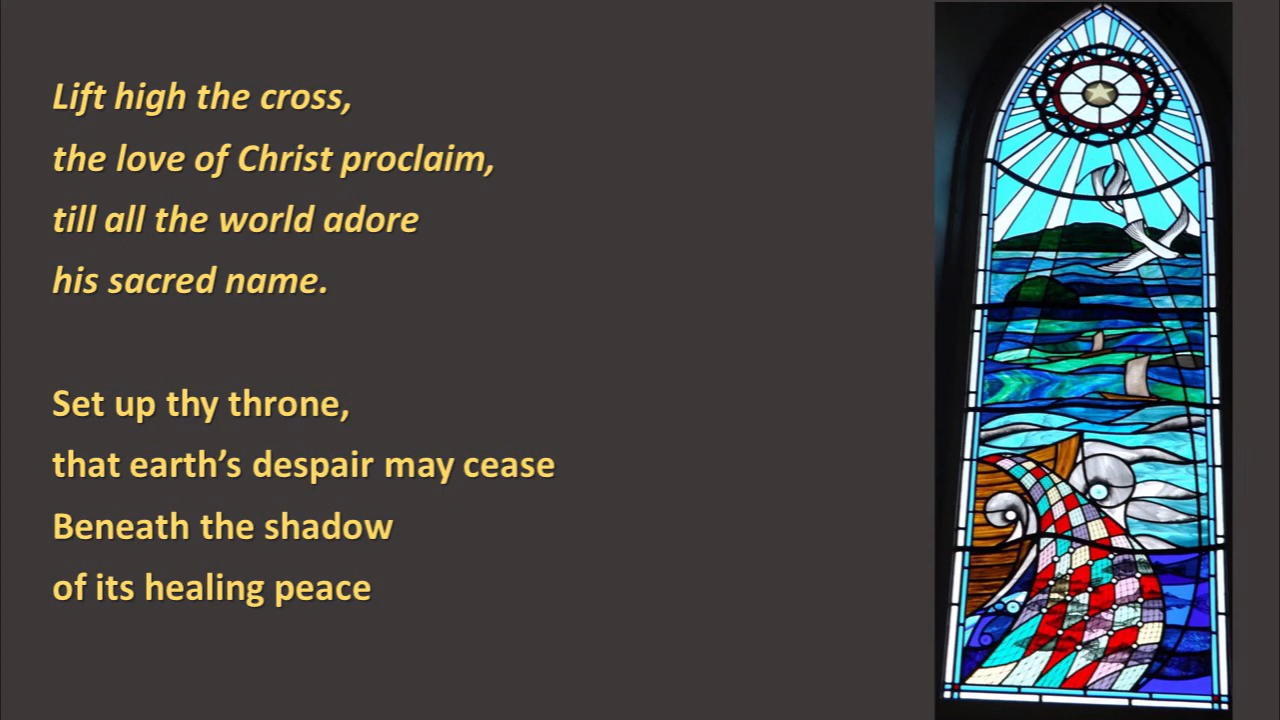 Lift high the cross,
the love of Christ proclaim,
till all the world adore
his sacred name.
Set up thy throne,
that earth’s despair may cease
Beneath the shadow
of its healing peace